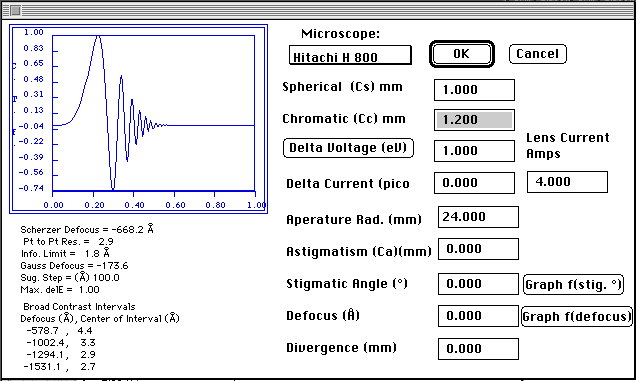 Microscope:
Hitachi H 800
OK
Cancel
1.00
0.83
0.65
0.48
0.31
0.13
-0.04
-0.22
-0.39
-0.56
-0.74
0.00 0.20 0.40 0.60 0.80 1.00
Spherical (Cs) mm 1.000
Chromatic (Cc) mm 1.200
Delta Voltage (eV) 1.000
Lens Current
Amps
Delta Current (pico 0.000 4.000
Aperature Rad. (mm) 24.000
Astigmatism (Ca)(mm) 0.000
Stigmatic Angle (°) 0.000 Graph f(stig. °)
Defocus (Å) 0.000 Graph f(defocus)
Divergence (mm) 0.000
Scherzer Defocus = -668.2 Å
Pt to Pt Res. = 2.9
Info. Limit = 1.8 Å
Gauss Defocus = -173.6
Sug. Step = (Å) 100.0
Max. delE = 1.00
Broad Contrast Intervals
Defocus (Å), Center of Interval (Å)
-578.7 , 4.4
-1002.4, 3.3
-1294.1, 2.9
-1531.1 , 2.7